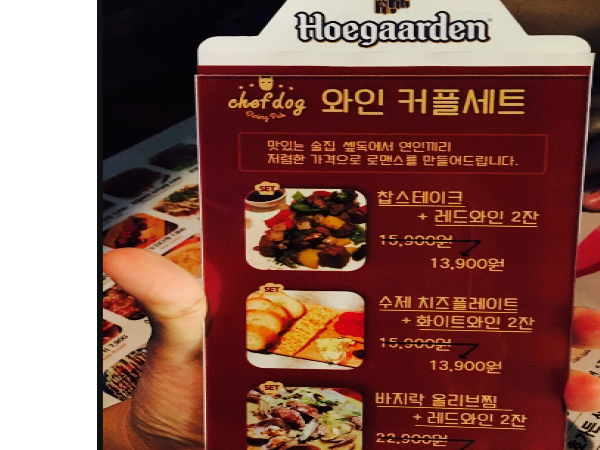 Hoegaarden
chefdog
Dining Pub
와인 커플세트
맛있는 술집 쉪독에서 연인끼리
저렴한 가격으로 로맨스를 만들어드립니다.
SET
찹스테이크
+ 레드와인 2잔
15,900원
13,900원
SET
수제 치즈플레이트
+ 화이트와인 2잔
15,900원
13,900원
SET
바지락 올리브찜
+ 레드와인 2잔
22,900원